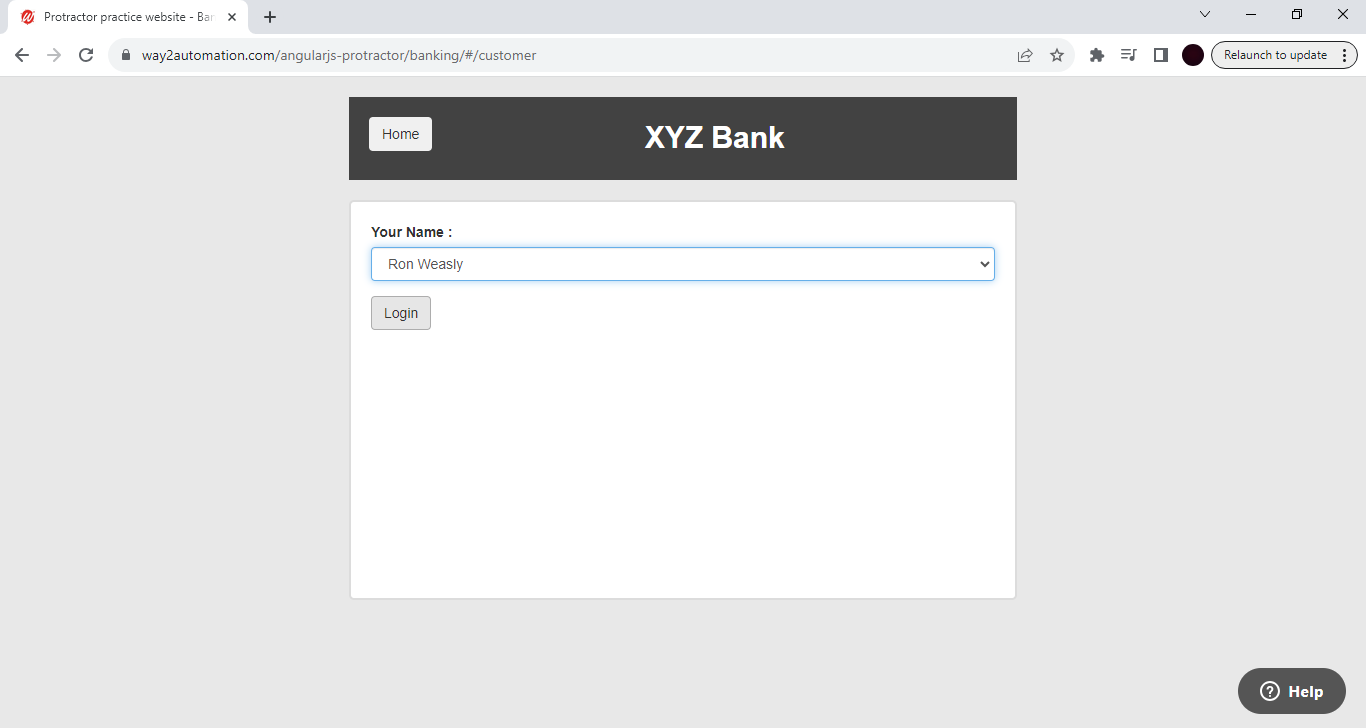 Protractor practice website - Ban
way2automation.com/angularjs-protractor/banking/#/customer
Relaunch to update
Home
XYZ Bank
Your Name :
Ron Weasly
Login
Help